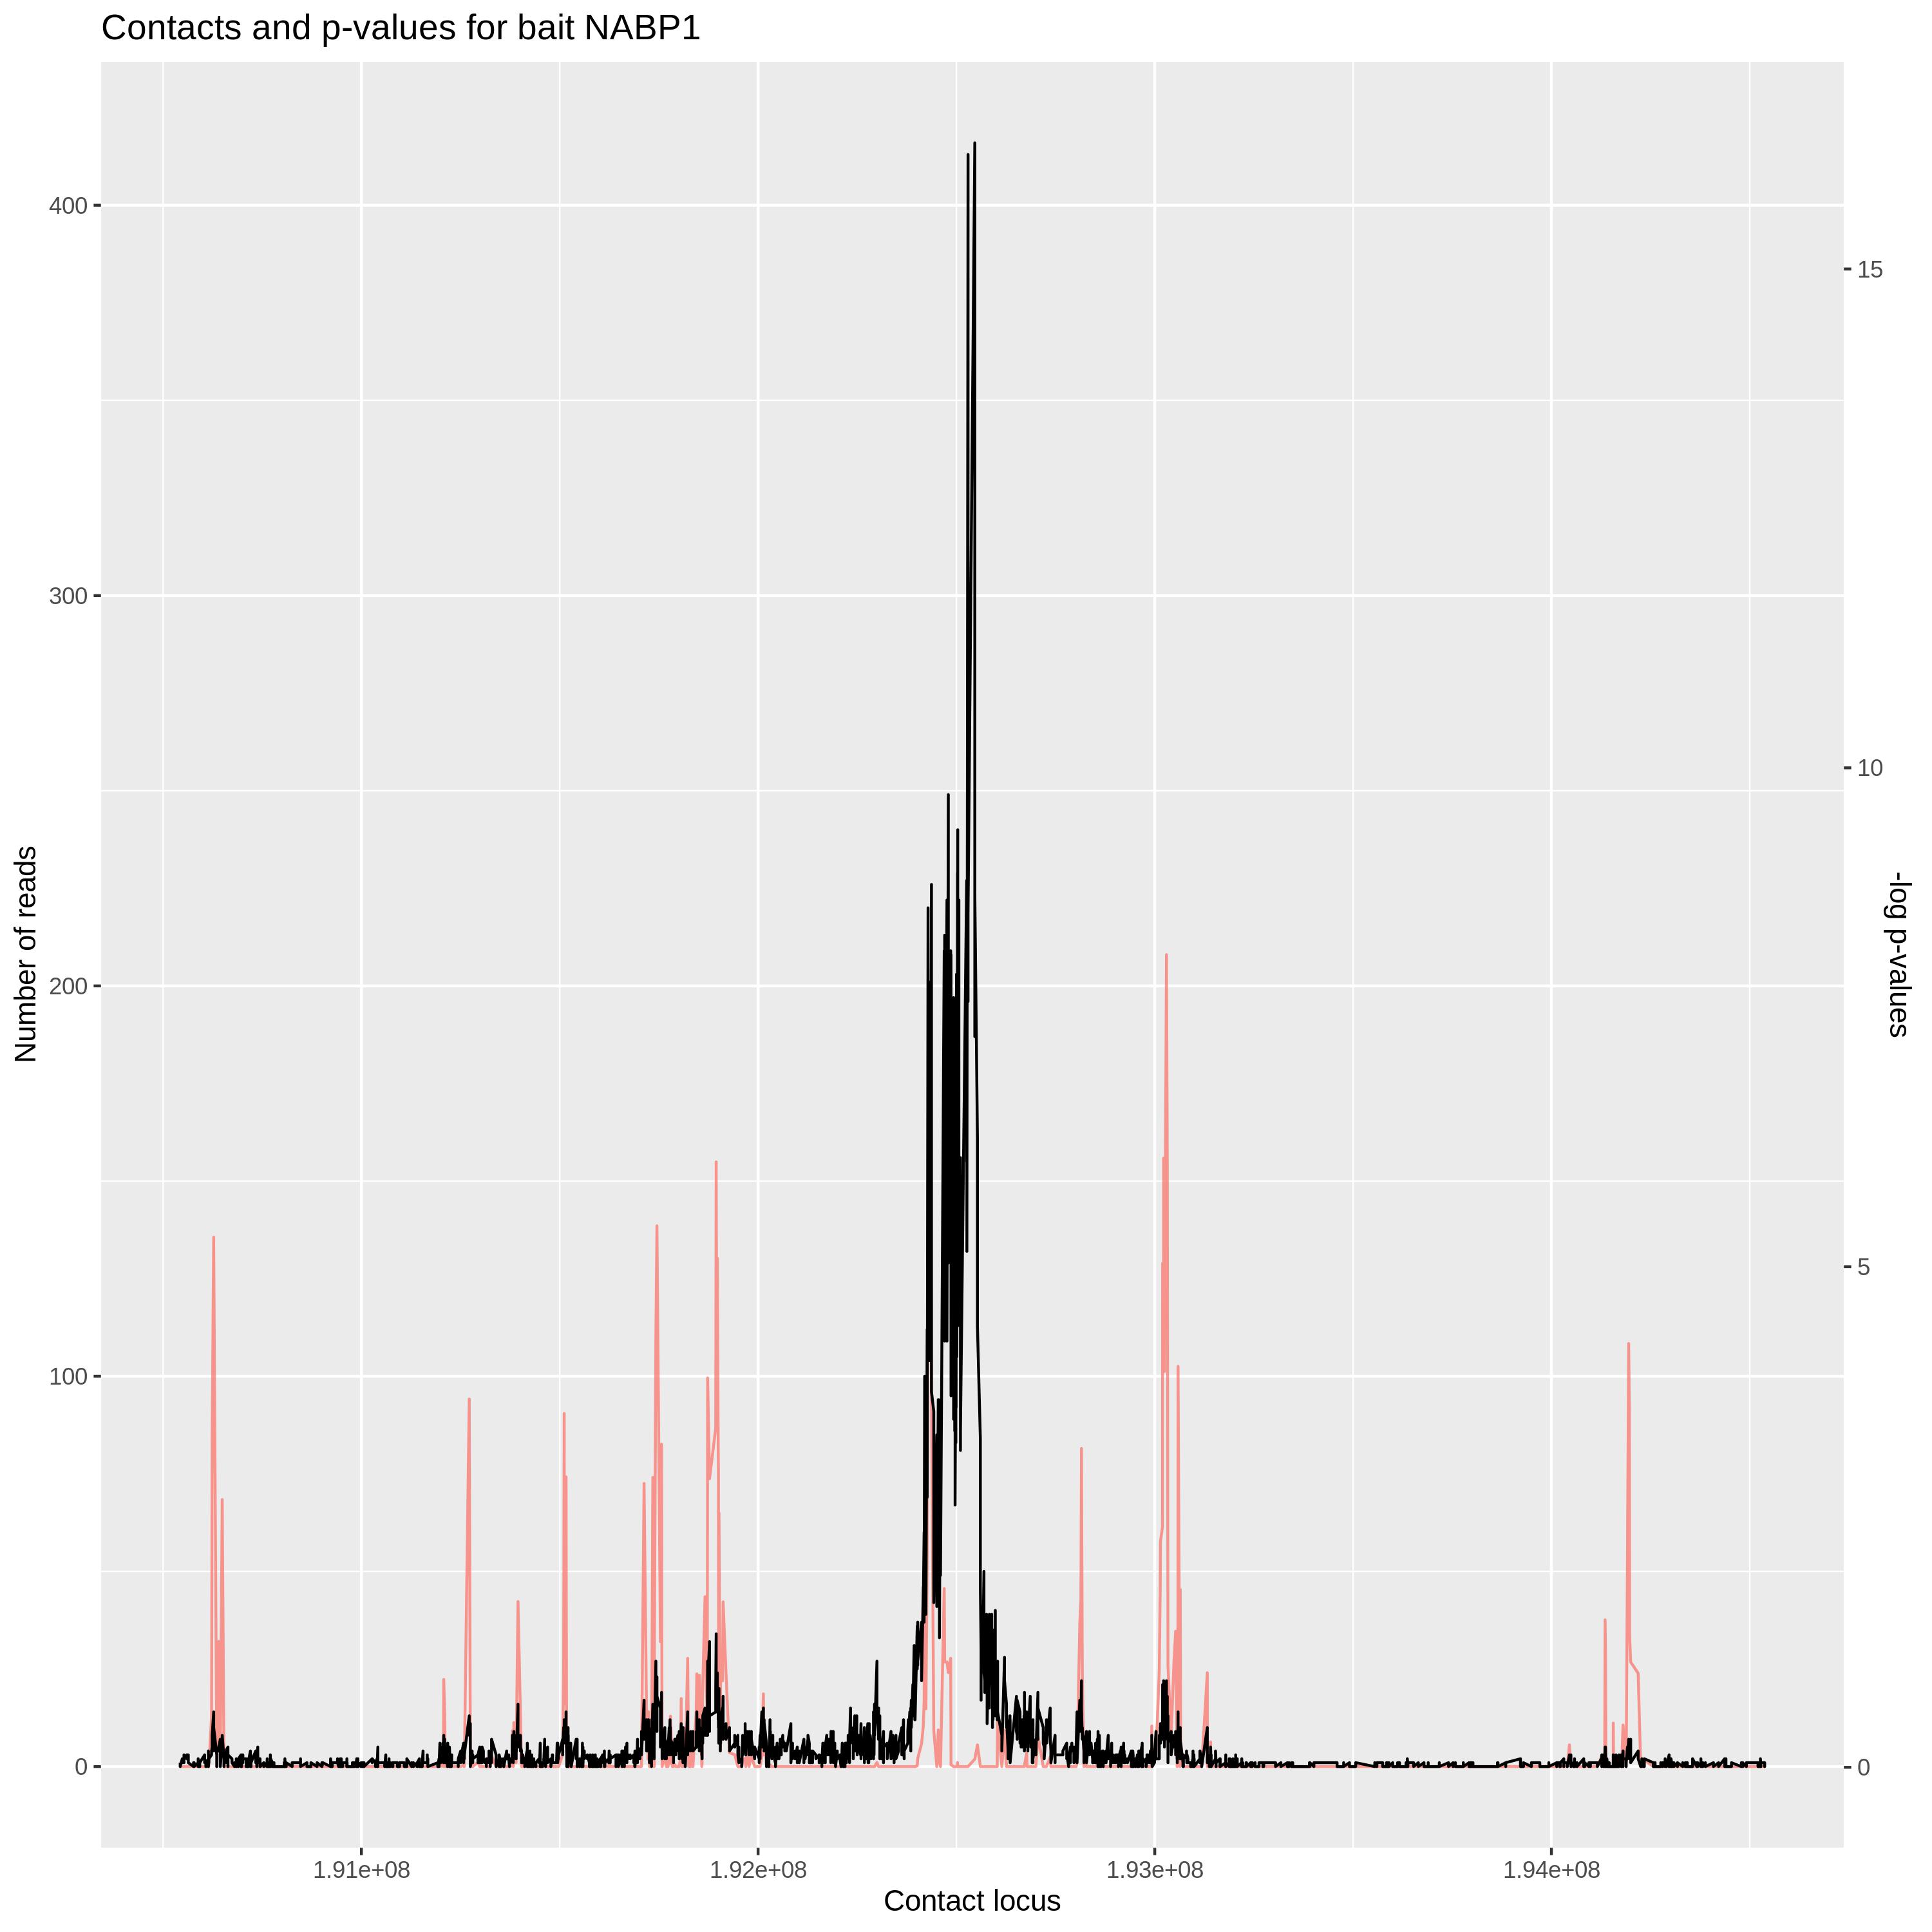 Contacts and p-values for bait NABP1
400
300
200
100
0
15
10
5
0
Number of reads
-log p-values
1.91e+08
1.92e+08
1.93e+08
1.94e+08
Contact locus